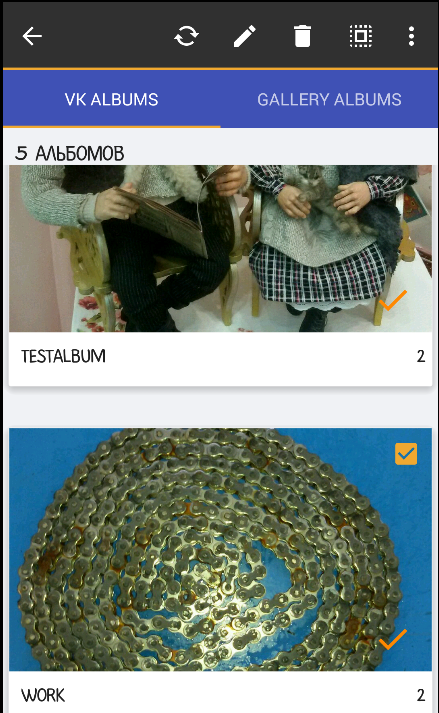 VK ALBUMS
GALLERY ALBUMS
5 АЛЬБОМОВ
TESTALBUM
2
WORK
2